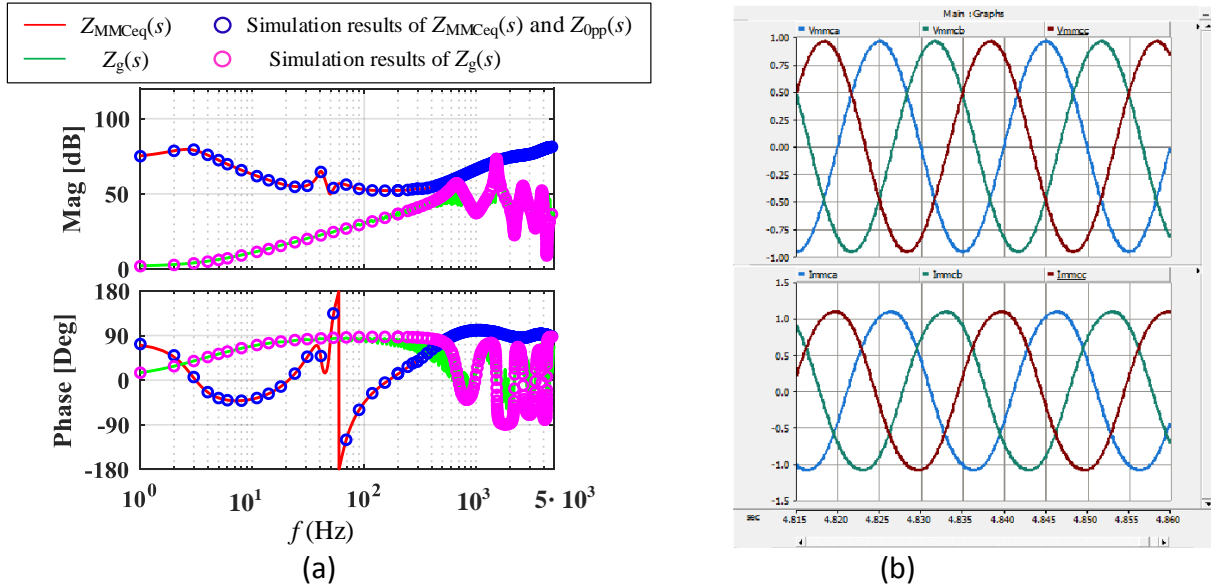 Z_MMCeq(s) Simulation results of Z_MMCeq(s) and Z_0pp(s)
Z_g(s) Simulation results of Z_g(s)
Mag [dB]
100
50
0
Phase [Deg]
180
90
0
-90
-180
10^0 10^1 10^2 10^3 5· 10^3
f (Hz)
(a)
Main : Graphs
Vmmca Vmmcb Vmmcc
1.00
0.75
0.50
0.25
0.00
-0.25
-0.50
-0.75
-1.00
Immca Immcb Immcc
1.5
1.0
0.5
0.0
-0.5
-1.0
-1.5
sec 4.815 4.820 4.825 4.830 4.835 4.840 4.845 4.850 4.855 4.860
(b)